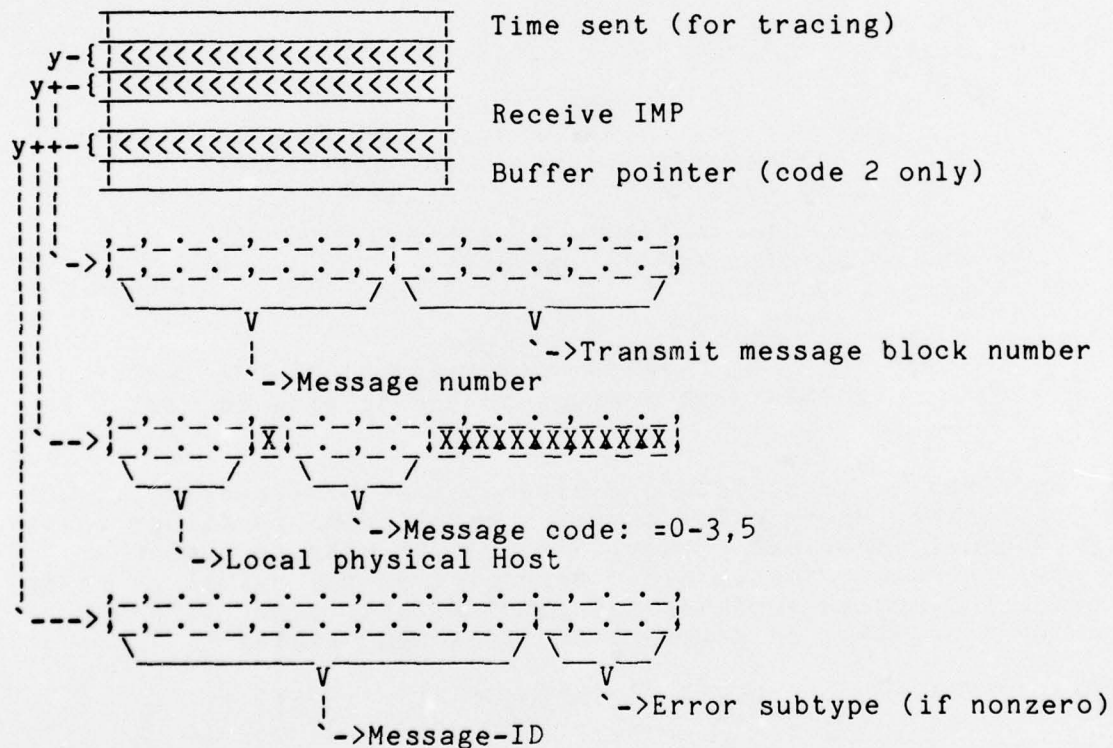 Time sent (for tracing)
y-{ <<<<<<<<<<<<<<<<<<
y+-{ <<<<<<<<<<<<<<<<<<
Receive IMP
y++-{ <<<<<<<<<<<<<<<<<<
Buffer pointer (code 2 only)
V V
`->Transmit message block number
`->Message number
X XXXXXXXXXXXXX
V V
`->Message code: =0-3,5
`->Local physical Host
V V
`->Error subtype (if nonzero)
`->Message-ID